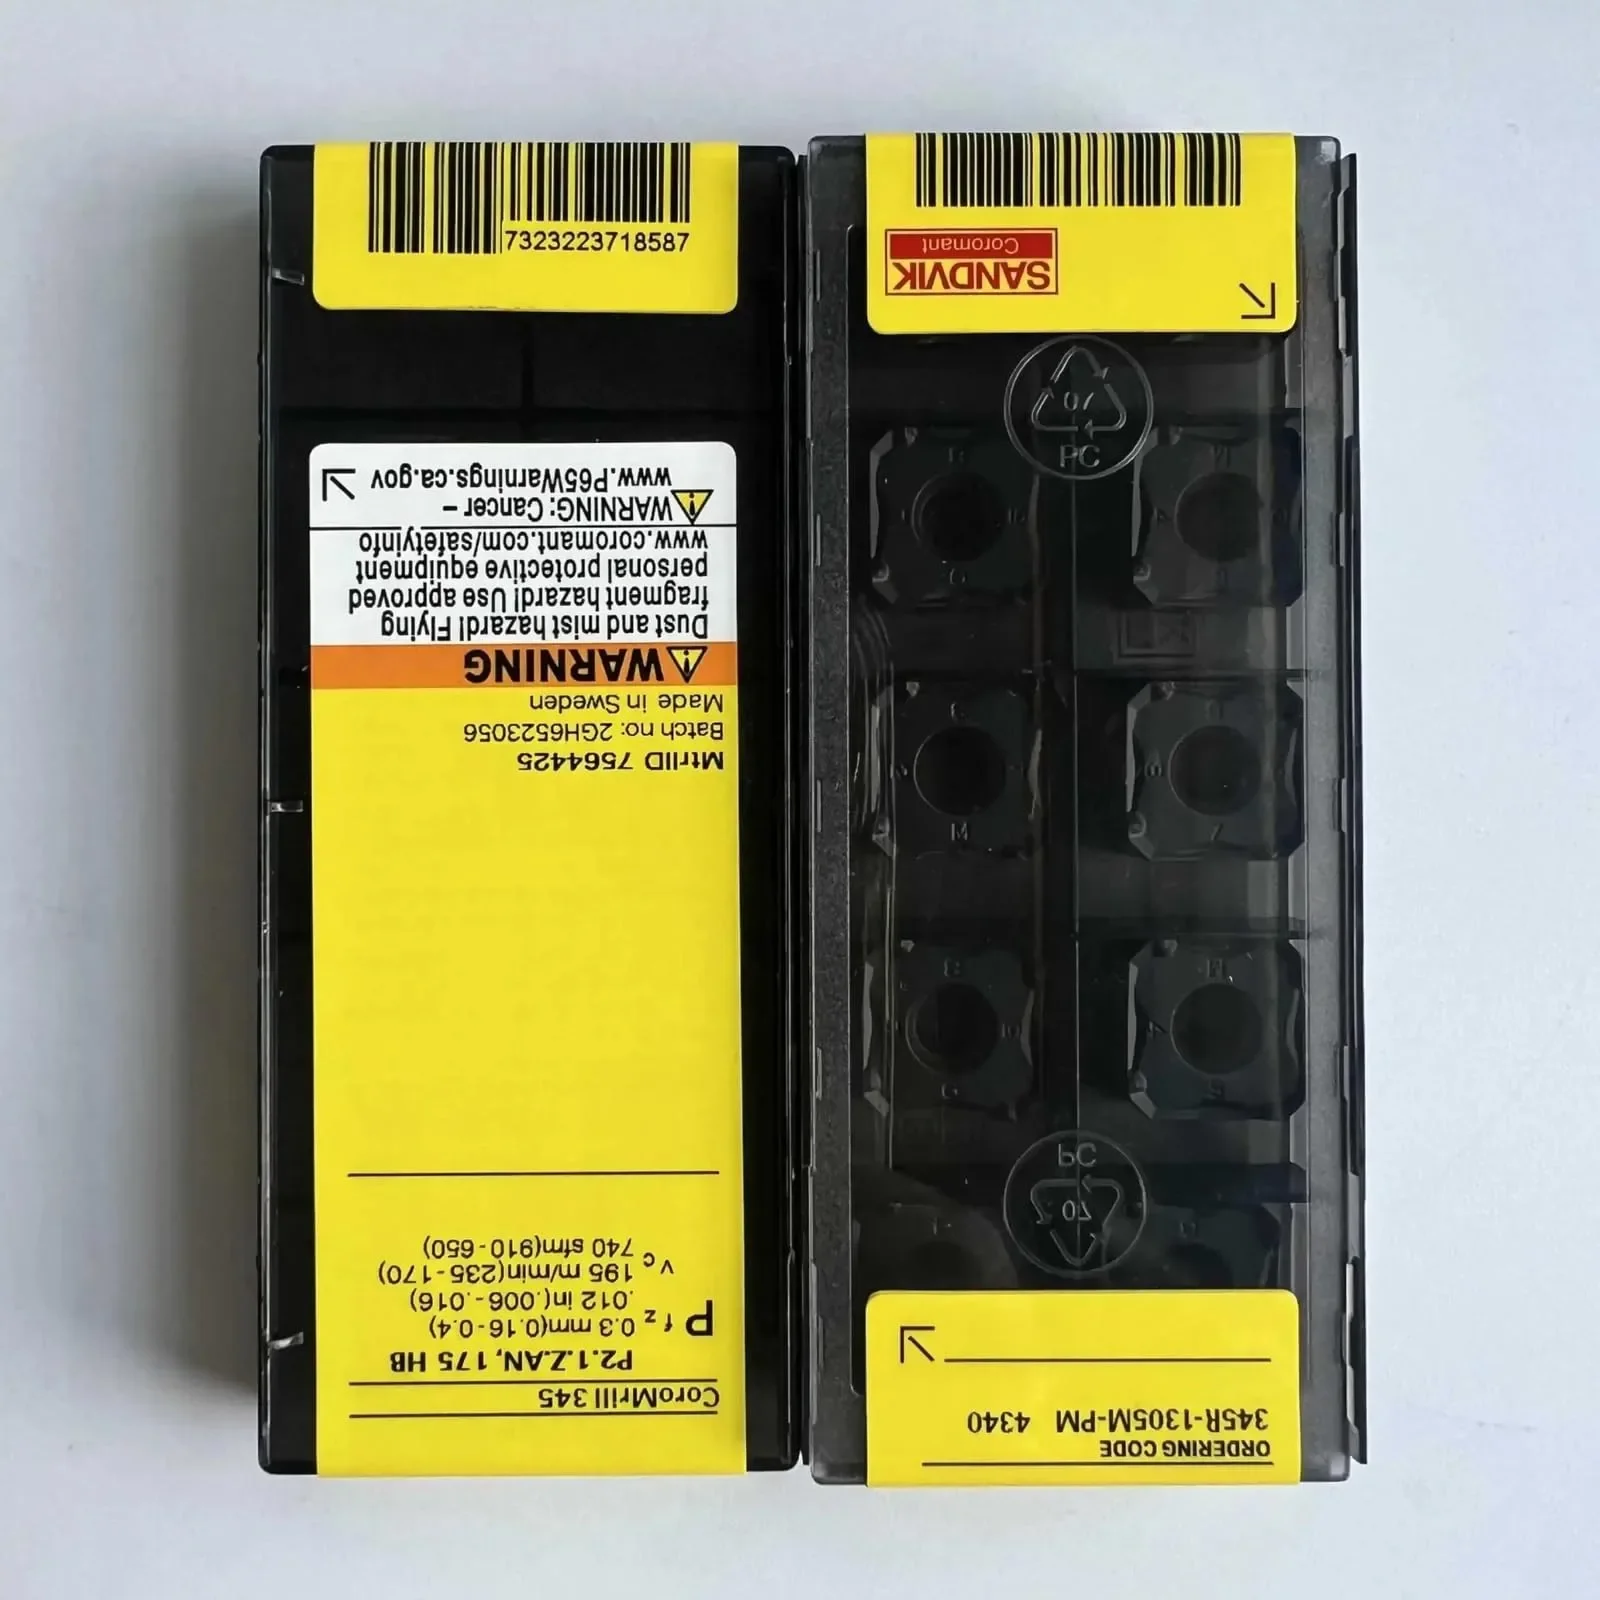 7323223718587
WARNING: Cancer –
www.P65Warnings.ca.gov
WARNING
Dust and mist hazard! Flying
fragment hazard! Use approved
personal protective equipment
www.coromant.com/safetyinfo
MtrlID 7564425
Batch no: 2GH6523056
Made in Sweden
CoroMrill 345
P2.1.Z.AN, 175 HB
P fz 0.3 mm(0.16-0.4)
.012 in(.006-.016)
vc 195 m/min(235-170)
740 sfm(910-650)
SANDVIK
Coromant
07
PC
PC
07
ORDERING CODE
345R-1305M-PM 4340